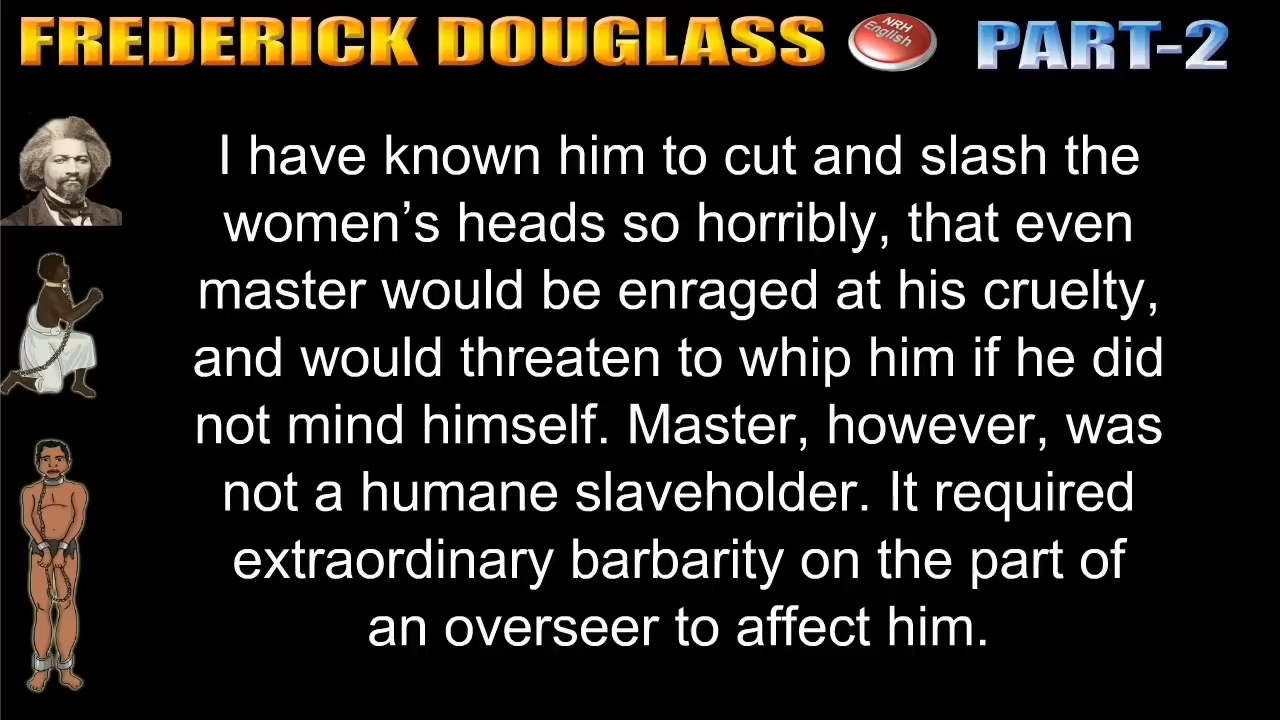 FREDERICK DOUGLASS
NRH
English
PART-2
I have known him to cut and slash the
women’s heads so horribly, that even
master would be enraged at his cruelty,
and would threaten to whip him if he did
not mind himself. Master, however, was
not a humane slaveholder. It required
extraordinary barbarity on the part of
an overseer to affect him.